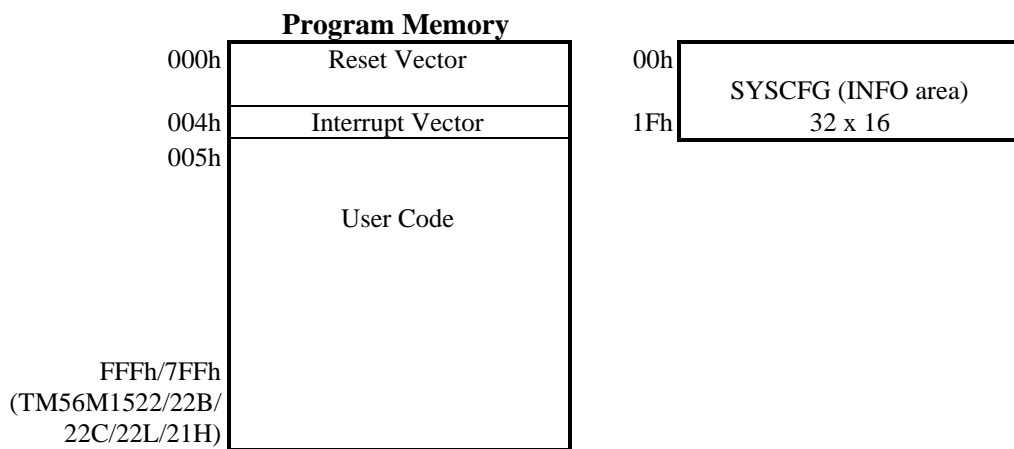 Program Memory
000h
Reset Vector
00h
SYSCFG (INFO area)
004h
Interrupt Vector
1Fh
32 x 16
005h
User Code
FFFh/7FFh
(TM56M1522/22B/
22C/22L/21H)